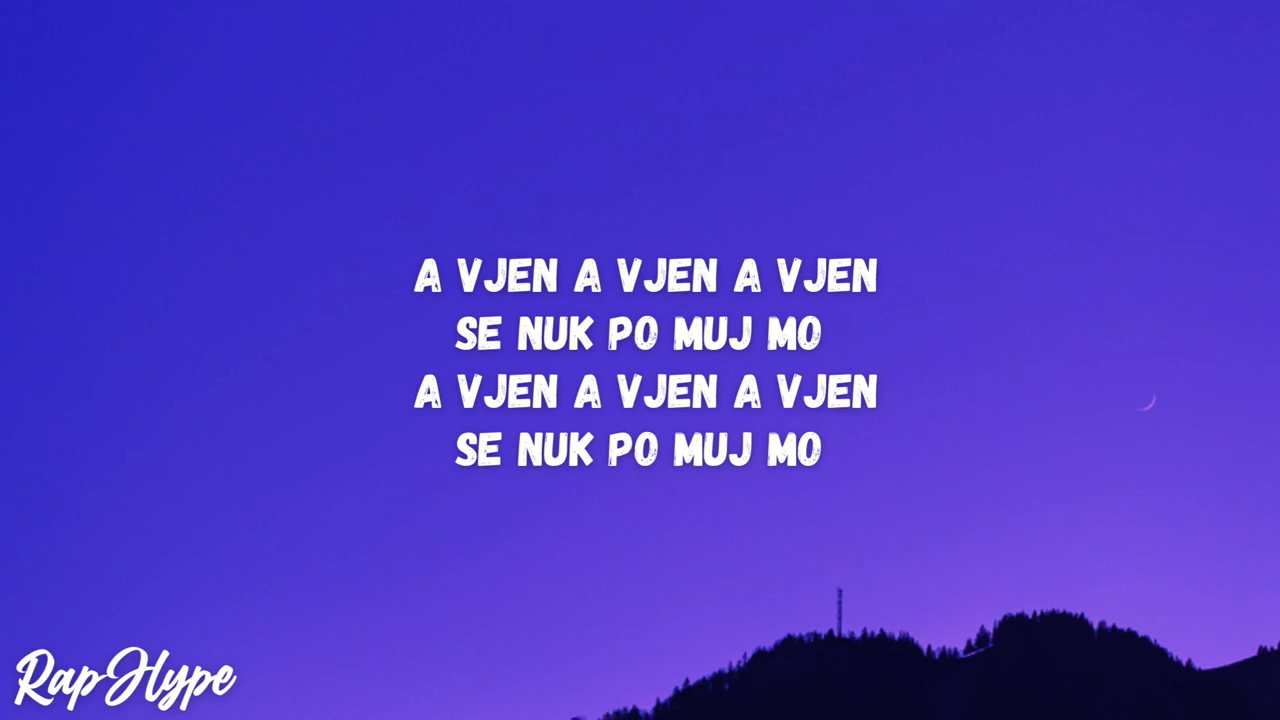 A VJEN A VJEN A VJEN
SE NUK PO MUJ MO
A VJEN A VJEN A VJEN
SE NUK PO MUJ MO
RapHype